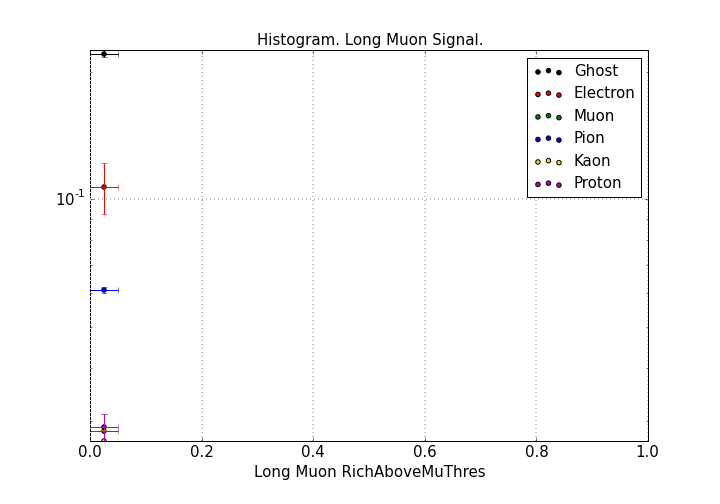 Histogram. Long Muon Signal.
Ghost
Electron
Muon
Pion
Kaon
Proton
10-1
0.0 0.2 0.4 0.6 0.8 1.0
Long Muon RichAboveMuThres